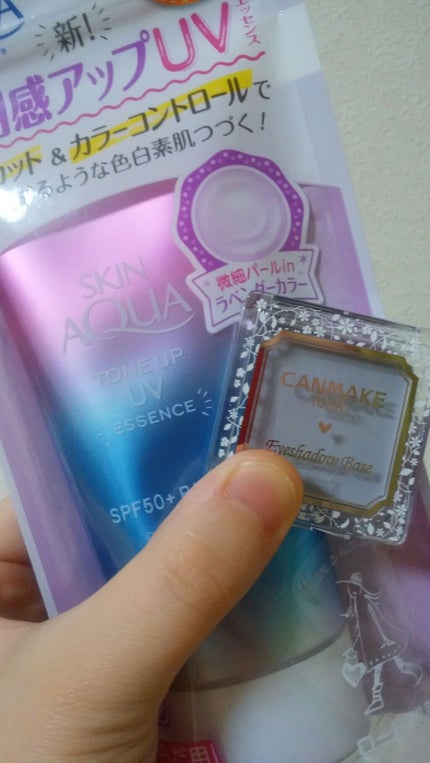 新!
感アップUV
エッセンス
カット & カラーコントロールで
るような色白素肌つづく!
微細パールin
ラベンダーカラー
SKIN
AQUA
TONE UP
UV
ESSENCE
SPF50+
CANMAKE
Eyeshadow Base